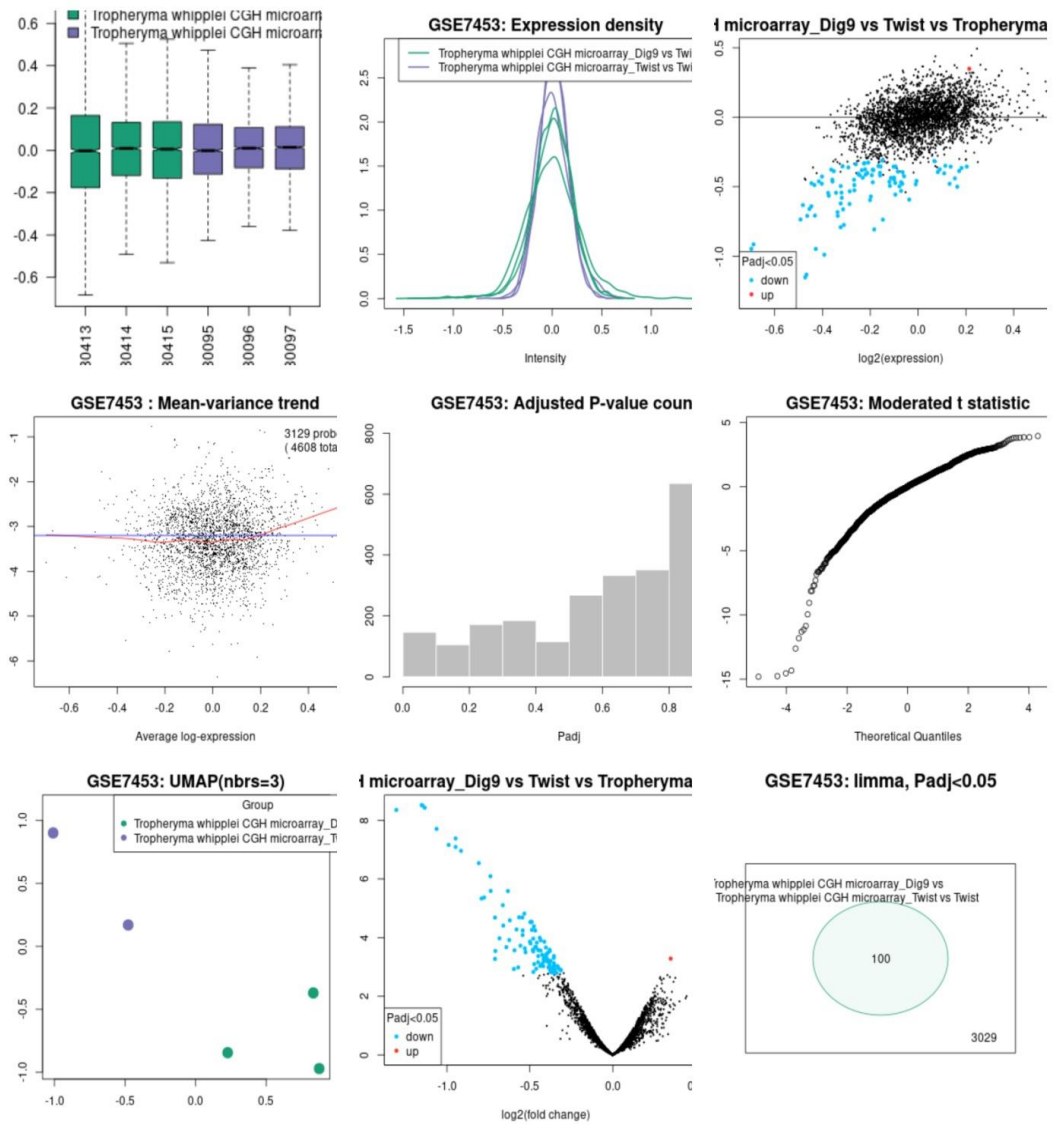 Tropheryma whipplei CGH microarr
Tropheryma whipplei CGH microarr
0.6
0.4
0.2
0.0
-0.2
-0.4
-0.6
30413
30414
30415
30095
30096
30097
GSE7453: Expression density
Tropheryma whipplei CGH microarray_Dig9 vs Twi
Tropheryma whipplei CGH microarray_Twist vs Twi
2.5
2.0
1.5
1.0
0.5
0.0
-1.5 -1.0 -0.5 0.0 0.5 1.0
Intensity
H microarray_Dig9 vs Twist vs Tropheryma
0.5
0.0
-0.5
-1.0
Padj<0.05
down
up
-0.6 -0.4 -0.2 0.0 0.2 0.4
log2(expression)
GSE7453 : Mean-variance trend
3129 prob
( 4608 tota
-1
-2
-3
-4
-5
-6
-0.6 -0.4 -0.2 0.0 0.2 0.4
Average log-expression
GSE7453: Adjusted P-value coun
800
600
400
200
0
0.0 0.2 0.4 0.6 0.8
Padj
GSE7453: Moderated t statistic
5
0
-5
-10
-15
-4 -2 0 2 4
Theoretical Quantiles
GSE7453: UMAP(nbrs=3)
Group
Tropheryma whipplei CGH microarray_D
Tropheryma whipplei CGH microarray_T
1.0
0.5
0.0
-0.5
-1.0
-1.0 -0.5 0.0 0.5
H microarray_Dig9 vs Twist vs Tropheryma
8
6
4
2
0
Padj<0.05
down
up
-1.0 -0.5 0.0
log2(fold change)
GSE7453: limma, Padj<0.05
Tropheryma whipplei CGH microarray_Dig9 vs
Tropheryma whipplei CGH microarray_Twist vs Twist
100
3029